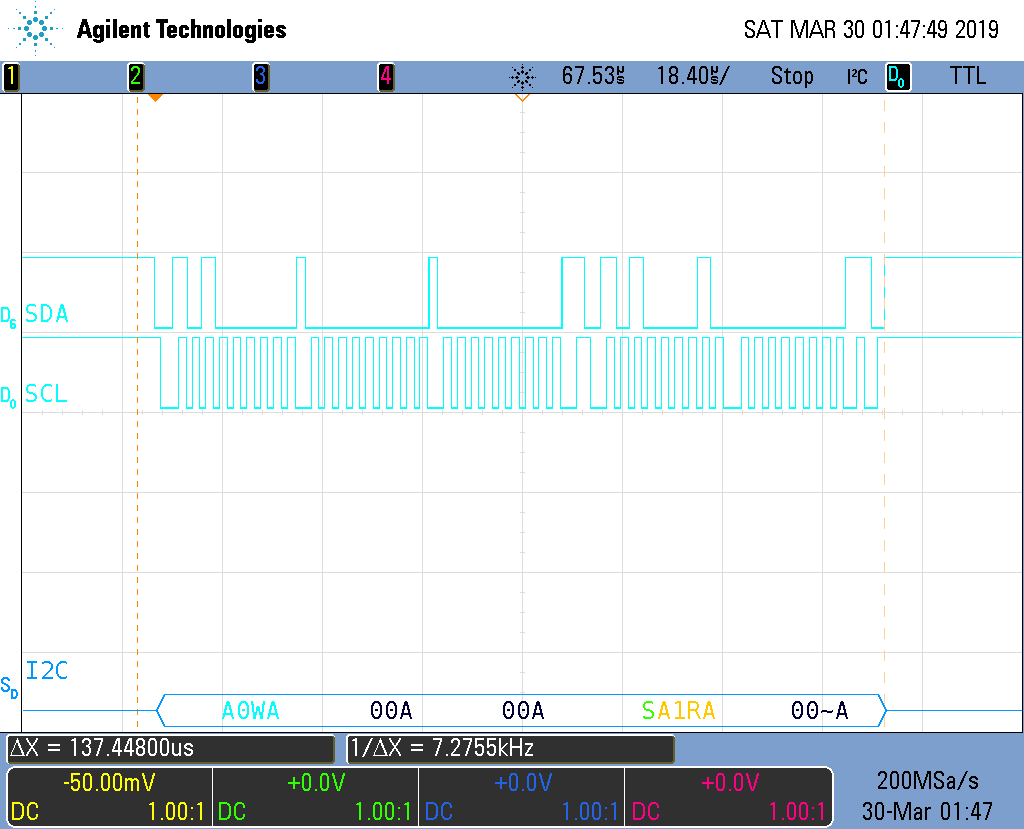 Agilent Technologies SAT MAR 30 01:47:49 2019
1 2 3 4 67.53µs 18.40µs/ Stop I²C D0 TTL
D6 SDA
D0 SCL
SD I2C
A0WA 00A 00A SA1RA 00~A
ΔX = 137.44800us 1/ΔX = 7.2755kHz
-50.00mV +0.0V +0.0V +0.0V 200MSa/s
DC 1.00:1 DC 1.00:1 DC 1.00:1 DC 1.00:1 30-Mar 01:47